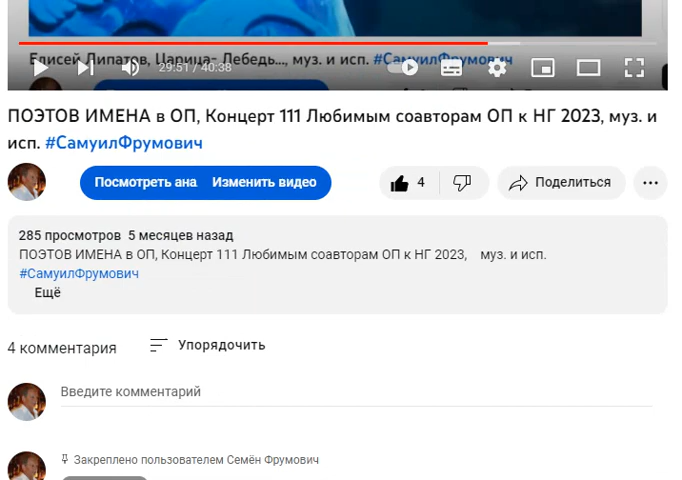 Елисей Липатов, Царица- Лебедь..., муз. и исп. #СамуилФрумович
29:51 / 40:38
ПОЭТОВ ИМЕНА в ОП, Концерт 111 Любимым соавторам ОП к НГ 2023, муз. и
исп. #СамуилФрумович
Посмотреть ана Изменить видео 4 Поделиться
285 просмотров 5 месяцев назад
ПОЭТОВ ИМЕНА в ОП, Концерт 111 Любимым соавторам ОП к НГ 2023, муз. и исп.
#СамуилФрумович
Ещё
4 комментария Упорядочить
Введите комментарий
Закреплено пользователем Семён Фрумович